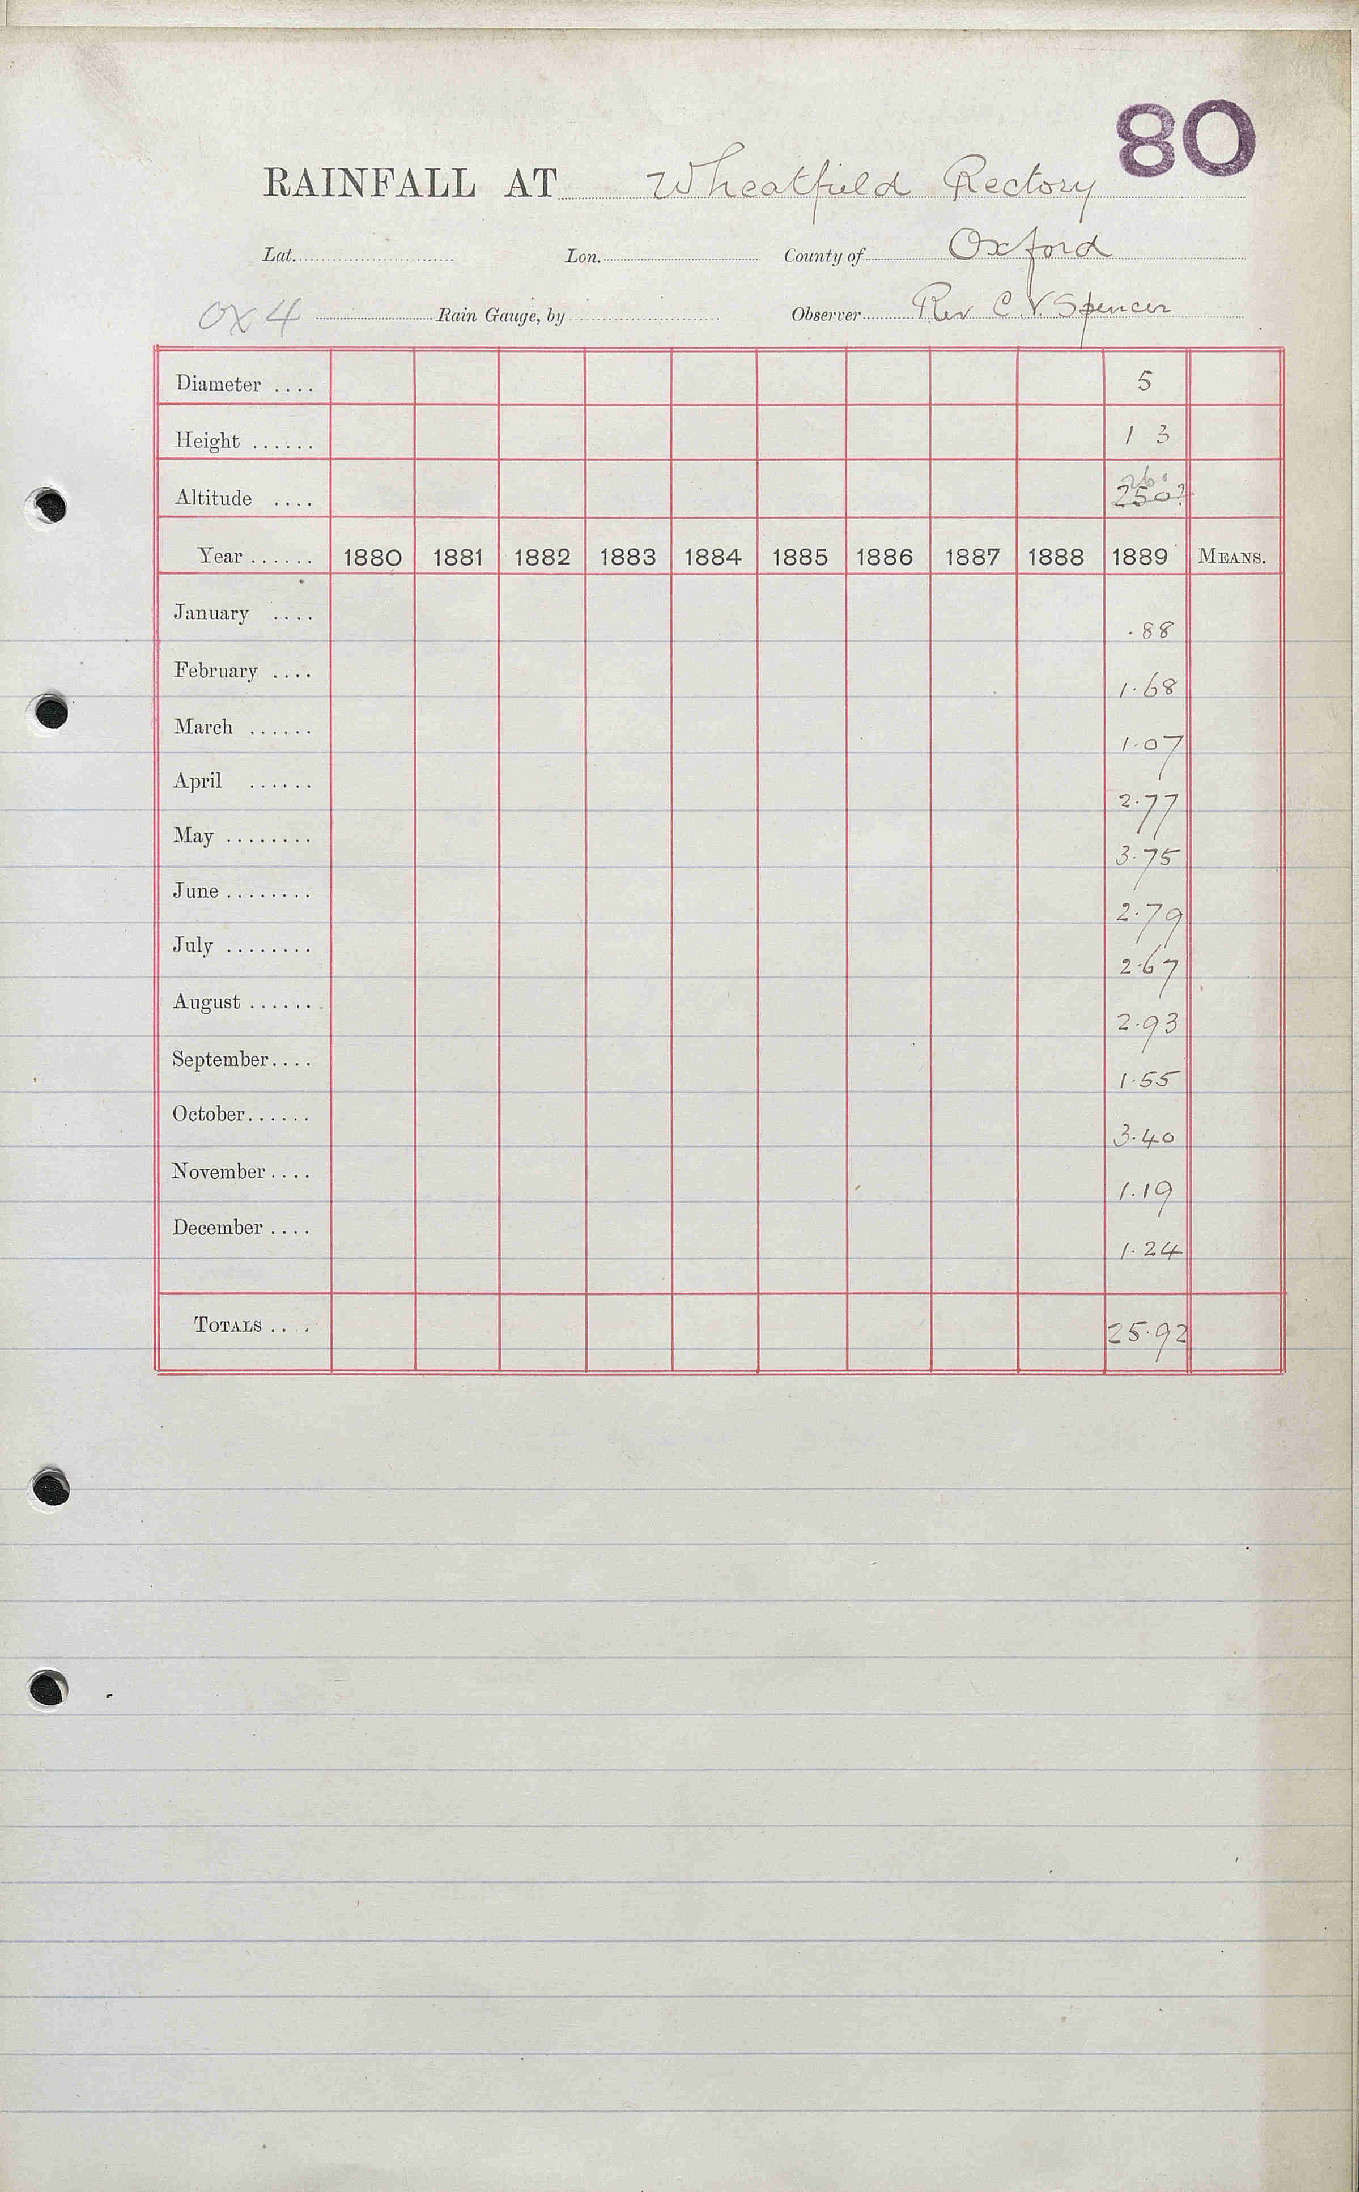 80
RAINFALL AT Wheatfield Rectory
Lat. Lon. County of Oxford
OX 4 Rain Gauge, by Observer Rev C. V. Spencer
Diameter .... 5
Height ...... 1 3
Altitude .... 250?
Year ...... 1880 1881 1882 1883 1884 1885 1886 1887 1888 1889 MEANS.
January .... .88
February .... 1.68
March ...... 1.07
April ...... 2.77
May ........ 3.75
June ........ 2.79
July ........ 2.67
August ...... 2.93
September.... 1.55
October...... 3.40
November.... 1.19
December .... 1.24
TOTALS .... 25.92